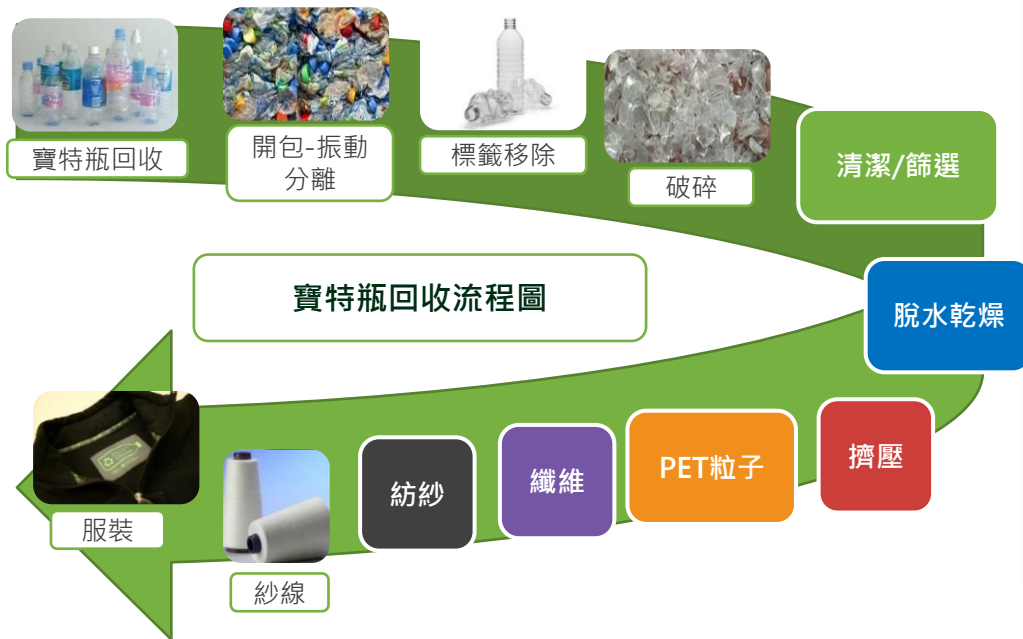 寶特瓶回收
開包-振動
分離
標籤移除
破碎
清潔/篩選
寶特瓶回收流程圖
脫水乾燥
擠壓
PET粒子
纖維
紡紗
紗線
服裝